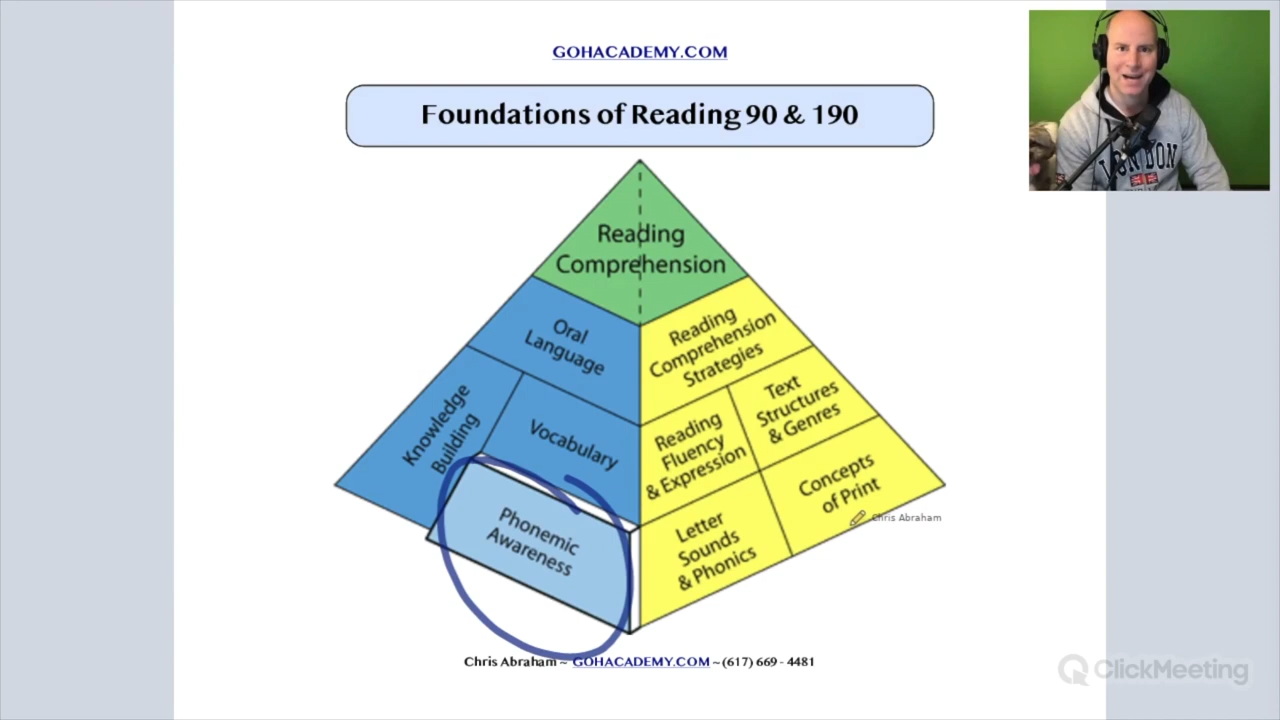 GOHACADEMY.COM
Foundations of Reading 90 & 190
Reading
Comprehension
Oral
Language
Knowledge
Building
Vocabulary
Phonemic
Awareness
Reading
Comprehension
Strategies
Reading
Fluency
& Expression
Text
Structures
& Genres
Letter
Sounds
& Phonics
Concepts
of Print
Chris Abraham
Chris Abraham ~ GOHACADEMY.COM ~ (617) 669 - 4481
LONDON
ClickMeeting